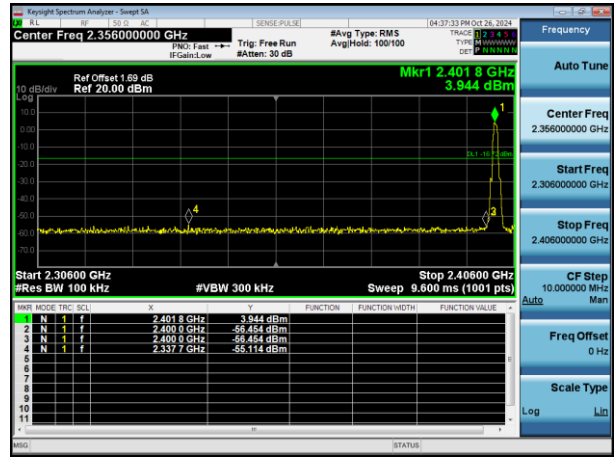 Keysight Spectrum Analyzer - Swept SA
RL RF 50 Ω AC SENSE:PULSE 04:37:33 PM Oct 26, 2024
Center Freq 2.356000000 GHz
PNO: Fast
IFGain:Low
Trig: Free Run
#Atten: 30 dB
#Avg Type: RMS
Avg|Hold: 100/100
TRACE 1 2 3 4 5 6
TYPE M WWWWW
DET P NNNNN
Frequency
Auto Tune
Ref Offset 1.69 dB
Ref 20.00 dBm
Mkr1 2.401 8 GHz
3.944 dBm
10 dB/div
Log
10.0
0.00
-10.0
-20.0
-30.0
-40.0
-50.0
-60.0
-70.0
1
3
4
Start 2.30600 GHz
#Res BW 100 kHz
#VBW 300 kHz
Stop 2.40600 GHz
Sweep 9.600 ms (1001 pts)
Center Freq
2.356000000 GHz
Start Freq
2.306000000 GHz
Stop Freq
2.406000000 GHz
CF Step
10.000000 MHz
Auto Man
Freq Offset
0 Hz
Scale Type
Log Lin
MKR MODE TRC SCL X Y FUNCTION FUNCTION WIDTH FUNCTION VALUE
1 N 1 f 2.401 8 GHz 3.944 dBm
2 N 1 f 2.400 0 GHz -56.454 dBm
3 N 1 f 2.400 0 GHz -56.454 dBm
4 N 1 f 2.337 7 GHz -55.114 dBm
5
6
7
8
9
10
11
MSG STATUS